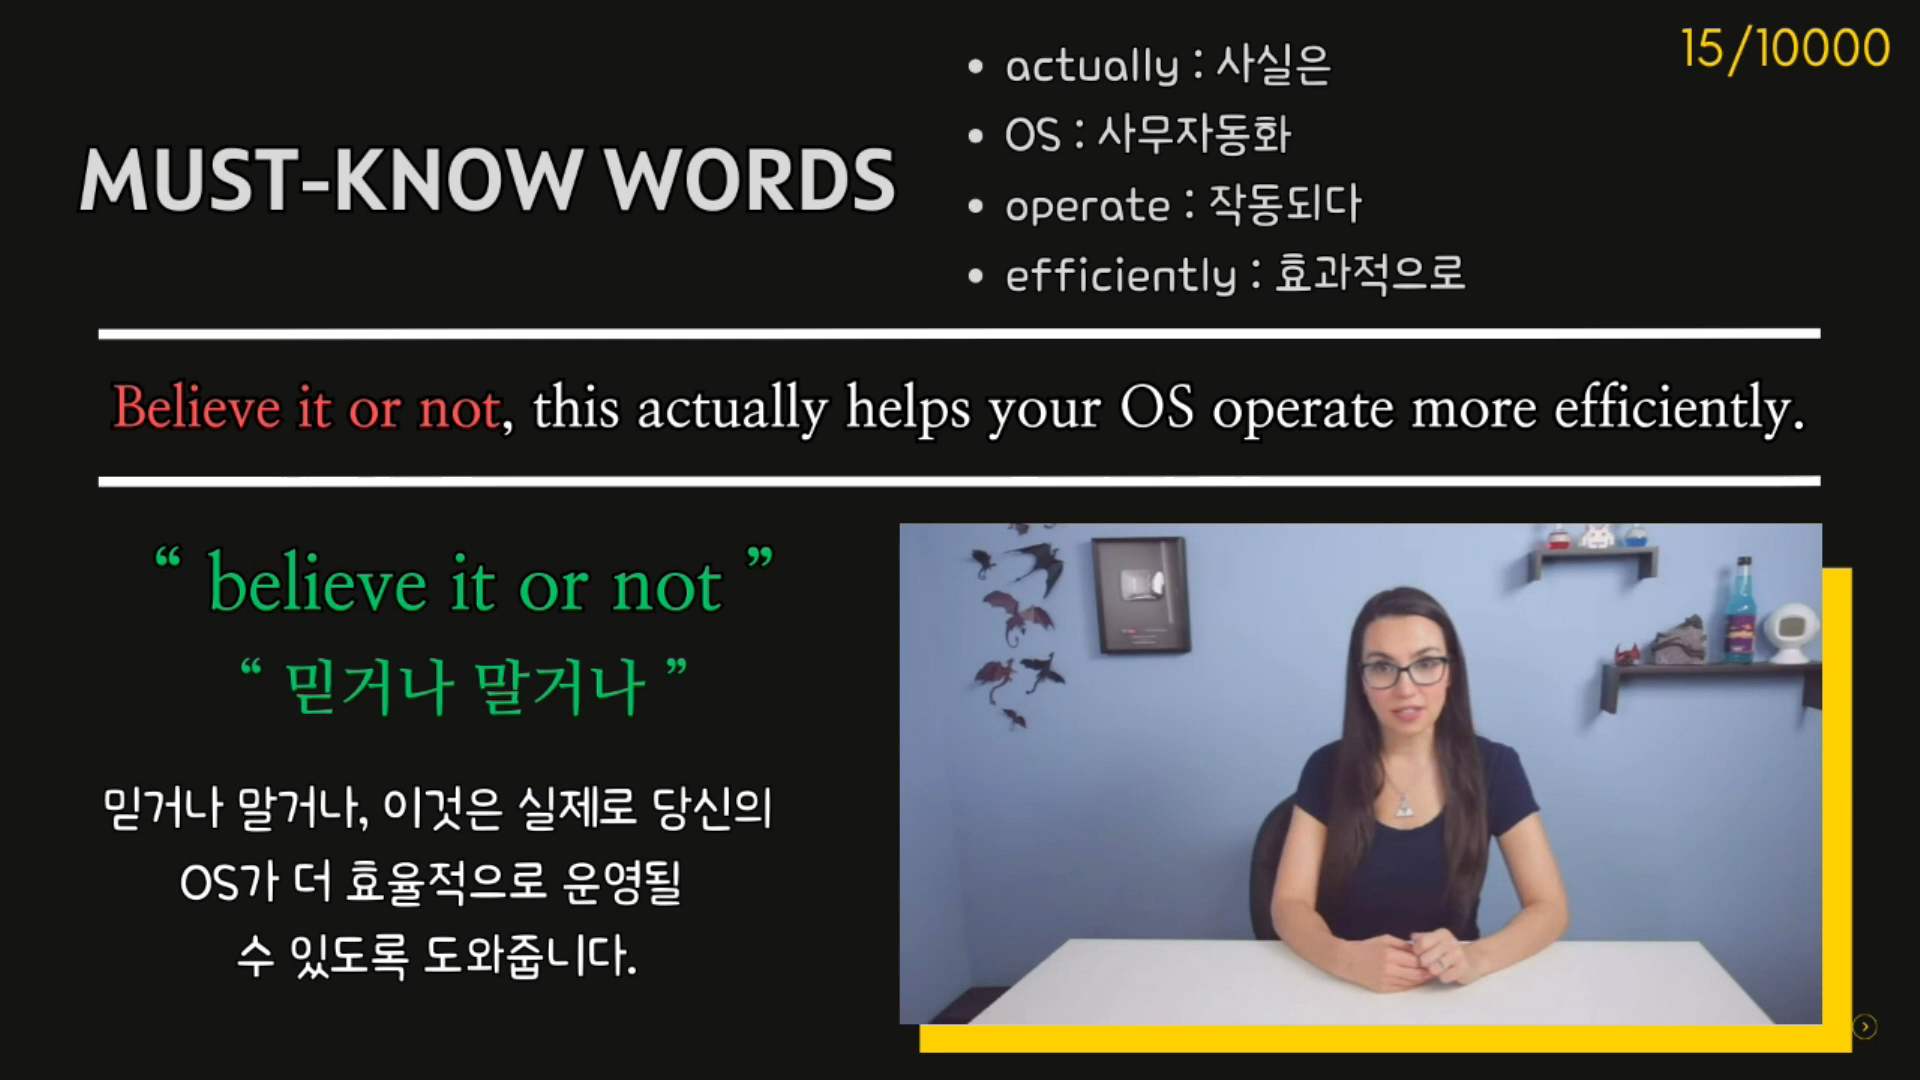 15/10000
MUST-KNOW WORDS
• actually : 사실은
• OS : 사무자동화
• operate : 작동되다
• efficiently : 효과적으로
Believe it or not, this actually helps your OS operate more efficiently.
“ believe it or not ”
“ 믿거나 말거나 ”
믿거나 말거나, 이것은 실제로 당신의
OS가 더 효율적으로 운영될
수 있도록 도와줍니다.